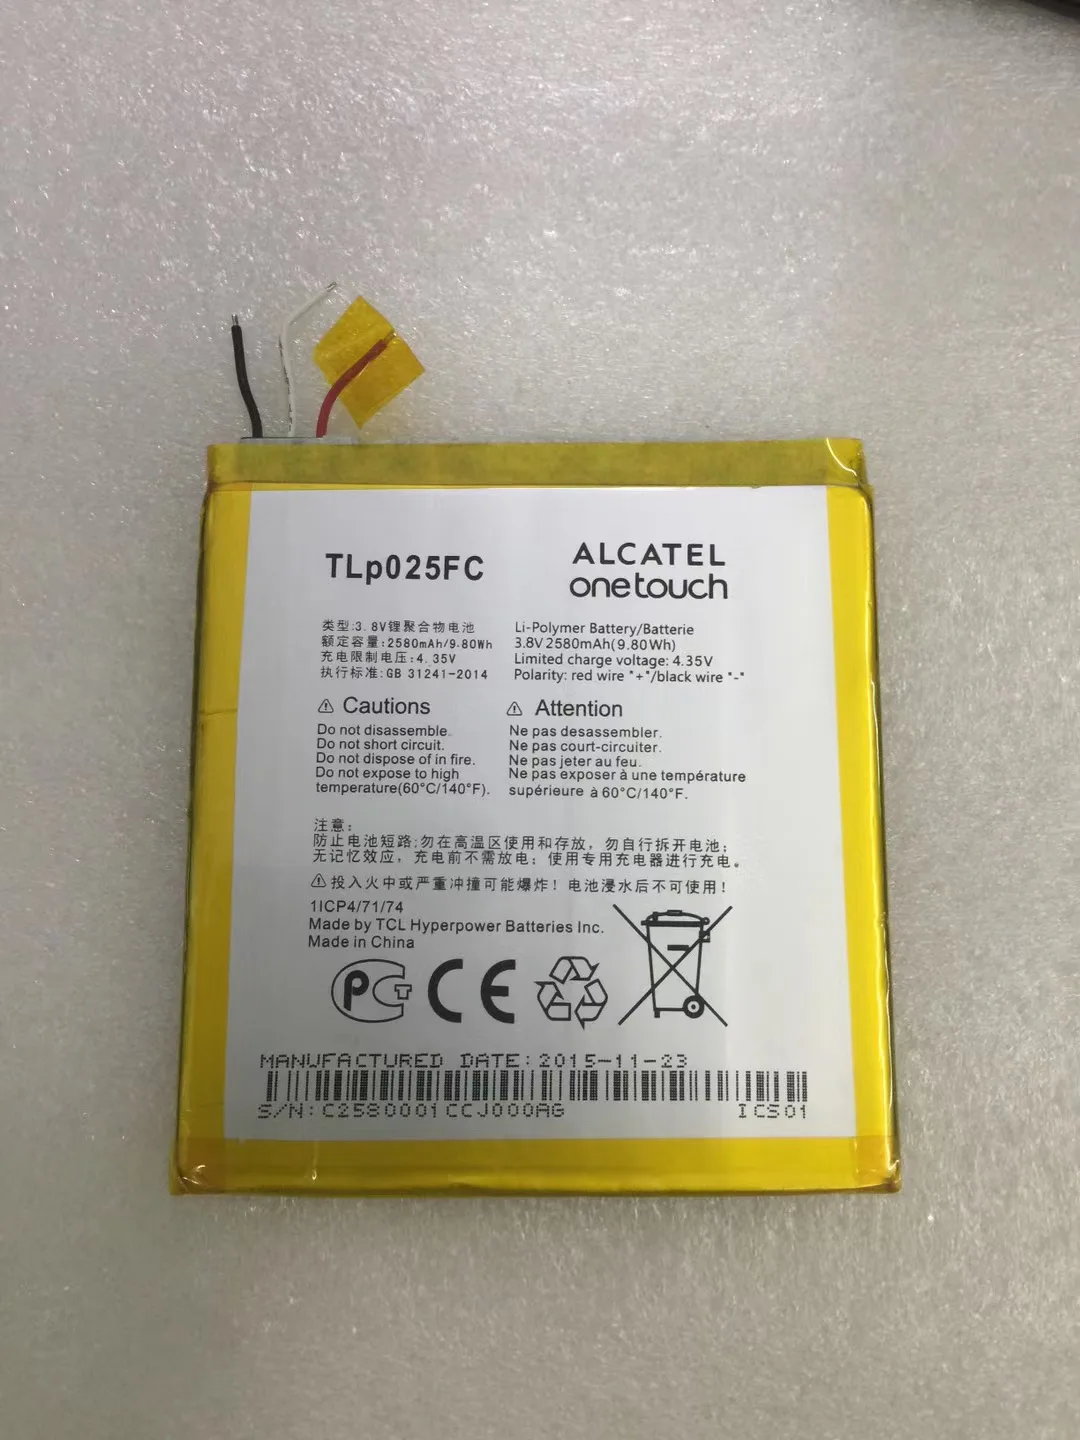 TLp025FC
ALCATEL
onetouch
类型:3.8V锂聚合物电池
额定容量:2580mAh/9.80Wh
充电限制电压:4.35V
执行标准:GB 31241-2014
Li-Polymer Battery/Batterie
3.8V 2580mAh(9.80Wh)
Limited charge voltage: 4.35V
Polarity: red wire "+"/black wire "-"
⚠ Cautions
Do not disassemble.
Do not short circuit.
Do not dispose of in fire.
Do not expose to high
temperature(60°C/140°F).
⚠ Attention
Ne pas desassembler.
Ne pas court-circuiter.
Ne pas jeter au feu.
Ne pas exposer à une température
supérieure à 60°C/140°F.
注意:
防止电池短路;勿在高温区使用和存放，勿自行拆开电池;
无记忆效应，充电前不需放电;使用专用充电器进行充电。
⚠投入火中或严重冲撞可能爆炸！电池浸水后不可使用！
1ICP4/71/74
Made by TCL Hyperpower Batteries Inc.
Made in China
PCT CE
MANUFACTURED DATE:2015-11-23
S/N:C2580001CCJ000AG ICS01